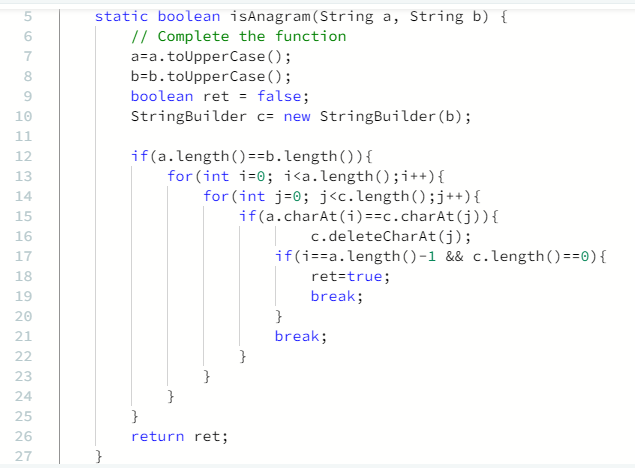 5 static boolean isAnagram(String a, String b) {
6 // Complete the function
7 a=a.toUpperCase();
8 b=b.toUpperCase();
9 boolean ret = false;
10 StringBuilder c= new StringBuilder(b);
11
12 if(a.length()==b.length()){
13 for(int i=0; i<a.length();i++){
14 for(int j=0; j<c.length();j++){
15 if(a.charAt(i)==c.charAt(j)){
16 c.deleteCharAt(j);
17 if(i==a.length()-1 && c.length()==0){
18 ret=true;
19 break;
20 }
21 break;
22 }
23 }
24 }
25 }
26 return ret;
27 }